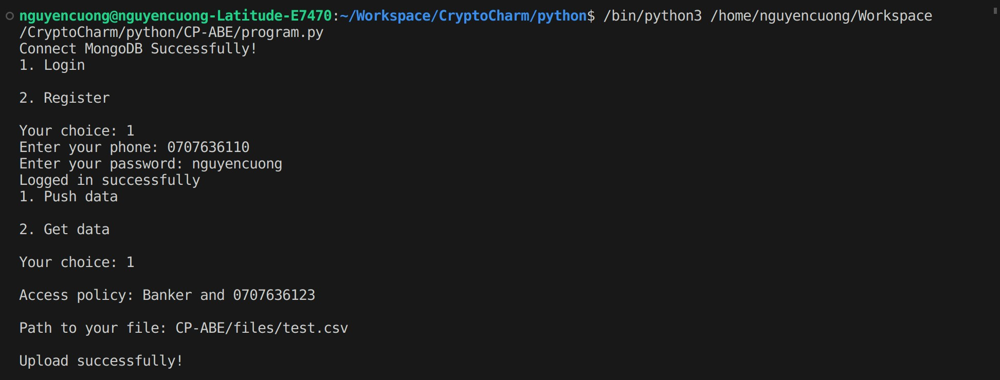 nguyencuong@nguyencuong-Latitude-E7470:~/Workspace/CryptoCharm/python$ /bin/python3 /home/nguyencuong/Workspace
/CryptoCharm/python/CP-ABE/program.py
Connect MongoDB Successfully!
1. Login
2. Register
Your choice: 1
Enter your phone: 0707636110
Enter your password: nguyencuong
Logged in successfully
1. Push data
2. Get data
Your choice: 1
Access policy: Banker and 0707636123
Path to your file: CP-ABE/files/test.csv
Upload successfully!